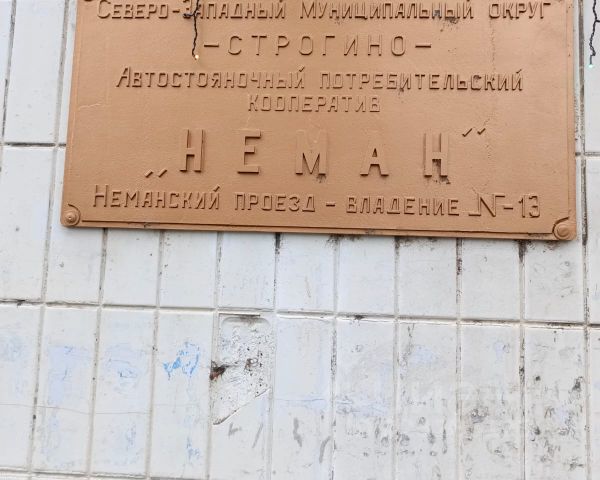 Северо-Западный Муниципальный округ
-СТРОГИНО-
Автостояночный потребительский
кооператив
„НЕМАН"
Неманский проезд - владение №-13